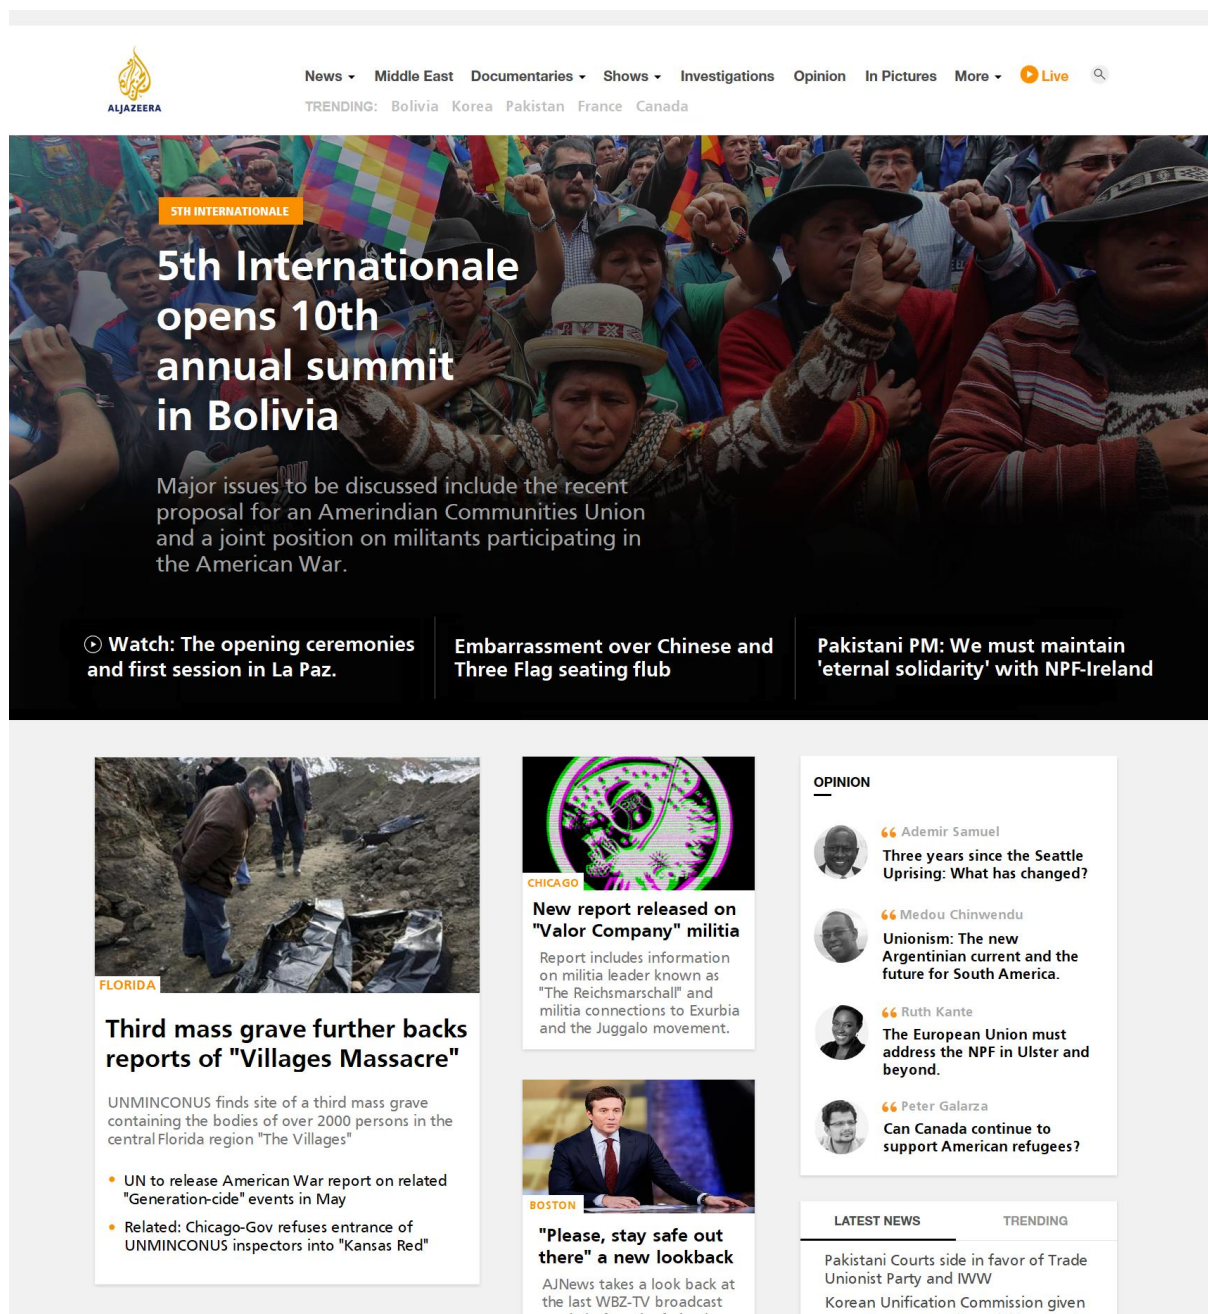 ALJAZEERA
News
Middle East
Documentaries
Shows
Investigations
Opinion
In Pictures
More
Live
TRENDING: Bolivia Korea Pakistan France Canada
5TH INTERNATIONALE
5th Internationale
opens 10th
annual summit
in Bolivia
Major issues to be discussed include the recent
proposal for an Amerindian Communities Union
and a joint position on militants participating in
the American War.
Watch: The opening ceremonies
and first session in La Paz.
Embarrassment over Chinese and
Three Flag seating flub
Pakistani PM: We must maintain
'eternal solidarity' with NPF-Ireland
FLORIDA
Third mass grave further backs
reports of "Villages Massacre"
UNMINCONUS finds site of a third mass grave
containing the bodies of over 2000 persons in the
central Florida region "The Villages"
UN to release American War report on related
"Generation-cide" events in May
Related: Chicago-Gov refuses entrance of
UNMINCONUS inspectors into "Kansas Red"
CHICAGO
New report released on
"Valor Company" militia
Report includes information
on militia leader known as
"The Reichsmarschall" and
militia connections to Exurbia
and the Juggalo movement.
BOSTON
"Please, stay safe out
there" a new lookback
AJNews takes a look back at
the last WBZ-TV broadcast
OPINION
Ademir Samuel
Three years since the Seattle
Uprising: What has changed?
Medou Chinwendu
Unionism: The new
Argentinian current and the
future for South America.
Ruth Kante
The European Union must
address the NPF in Ulster and
beyond.
Peter Galarza
Can Canada continue to
support American refugees?
LATEST NEWS
TRENDING
Pakistani Courts side in favor of Trade
Unionist Party and IWW
Korean Unification Commission given